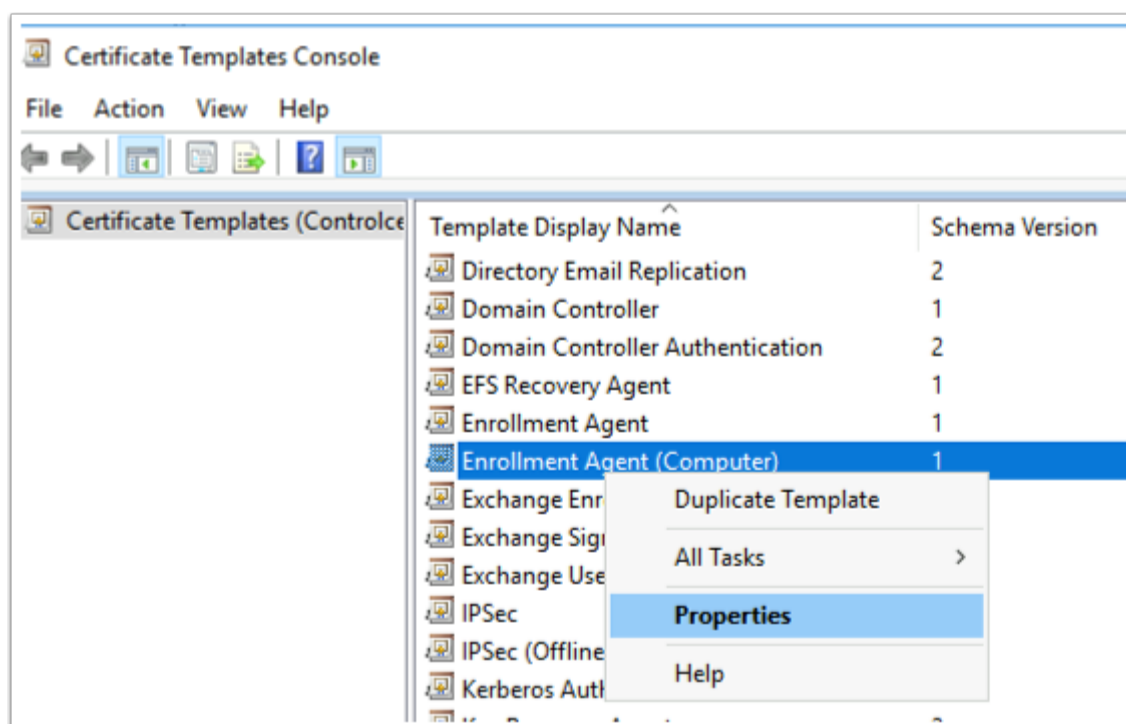 Certificate Templates Console
File Action View Help
Certificate Templates (Controlce
Template Display Name Schema Version
Directory Email Replication 2
Domain Controller 1
Domain Controller Authentication 2
EFS Recovery Agent 1
Enrollment Agent 1
Enrollment Agent (Computer) 1
Exchange Enr
Duplicate Template
Exchange Sig
All Tasks
Exchange Use
IPSec
Properties
IPSec (Offline
Help
Kerberos Aut